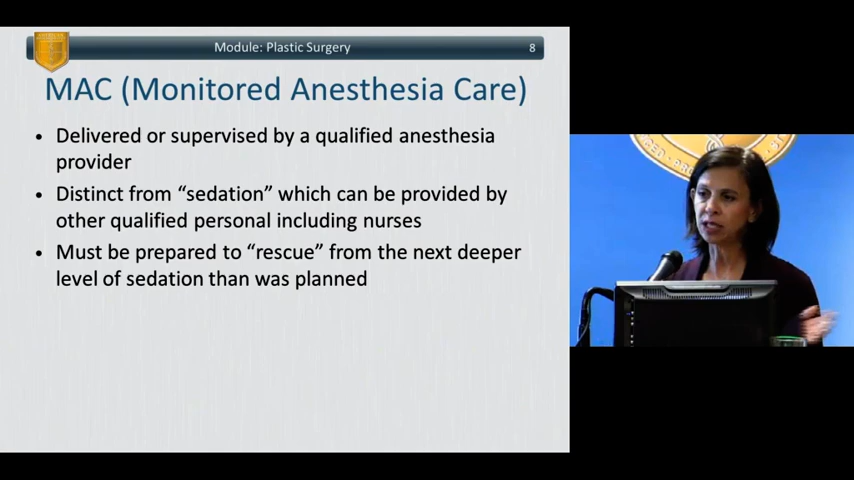 Module: Plastic Surgery
8
MAC (Monitored Anesthesia Care)
• Delivered or supervised by a qualified anesthesia
provider
• Distinct from “sedation” which can be provided by
other qualified personal including nurses
• Must be prepared to “rescue” from the next deeper
level of sedation than was planned